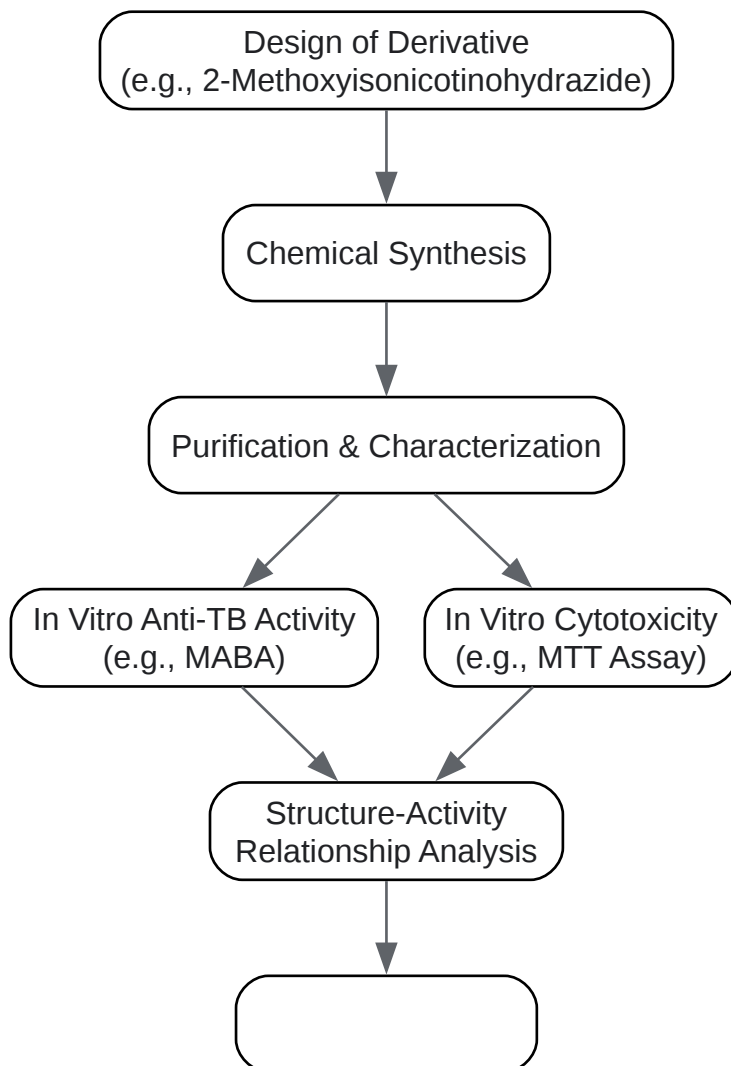 Design of Derivative
(e.g., 2-Methoxyisonicotinohydrazide)
Chemical Synthesis
Purification & Characterization
In Vitro Anti-TB Activity
(e.g., MABA)
In Vitro Cytotoxicity
(e.g., MTT Assay)
Structure-Activity
Relationship Analysis